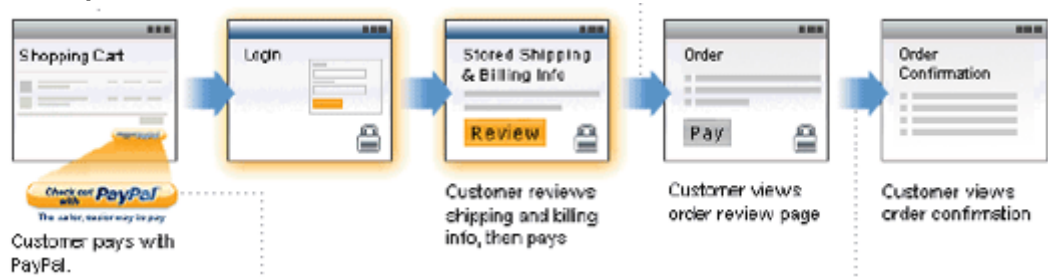 Shopping Cart
Check out
with PayPal
The safer, easier way to pay
Customer pays with
PayPal.
Login
Stored Shipping
& Billing Info
Review
Customer reviews
shipping and billing
info, then pays
Order
Pay
Customer views
order review page
Order
Confirmation
Customer views
order confirmation